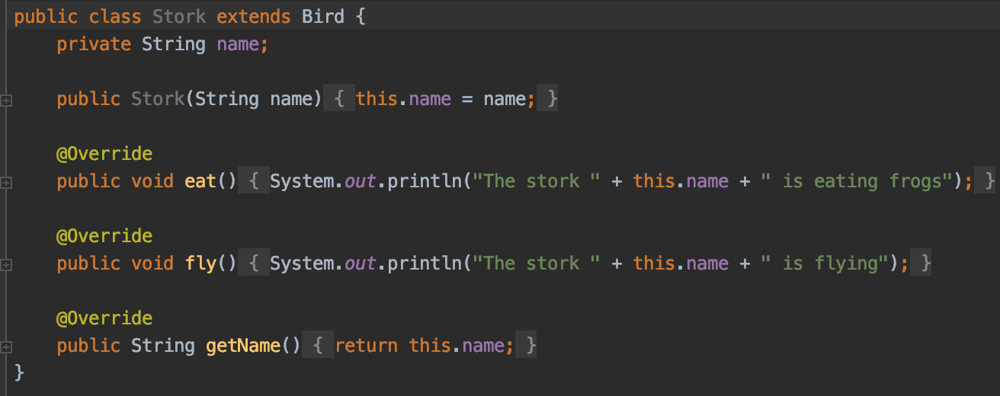 public class Stork extends Bird {
    private String name;
    public Stork(String name) { this.name = name; }
    @Override
    public void eat() { System.out.println("The stork " + this.name + " is eating frogs"); }
    @Override
    public void fly() { System.out.println("The stork " + this.name + " is flying"); }
    @Override
    public String getName() { return this.name; }
}